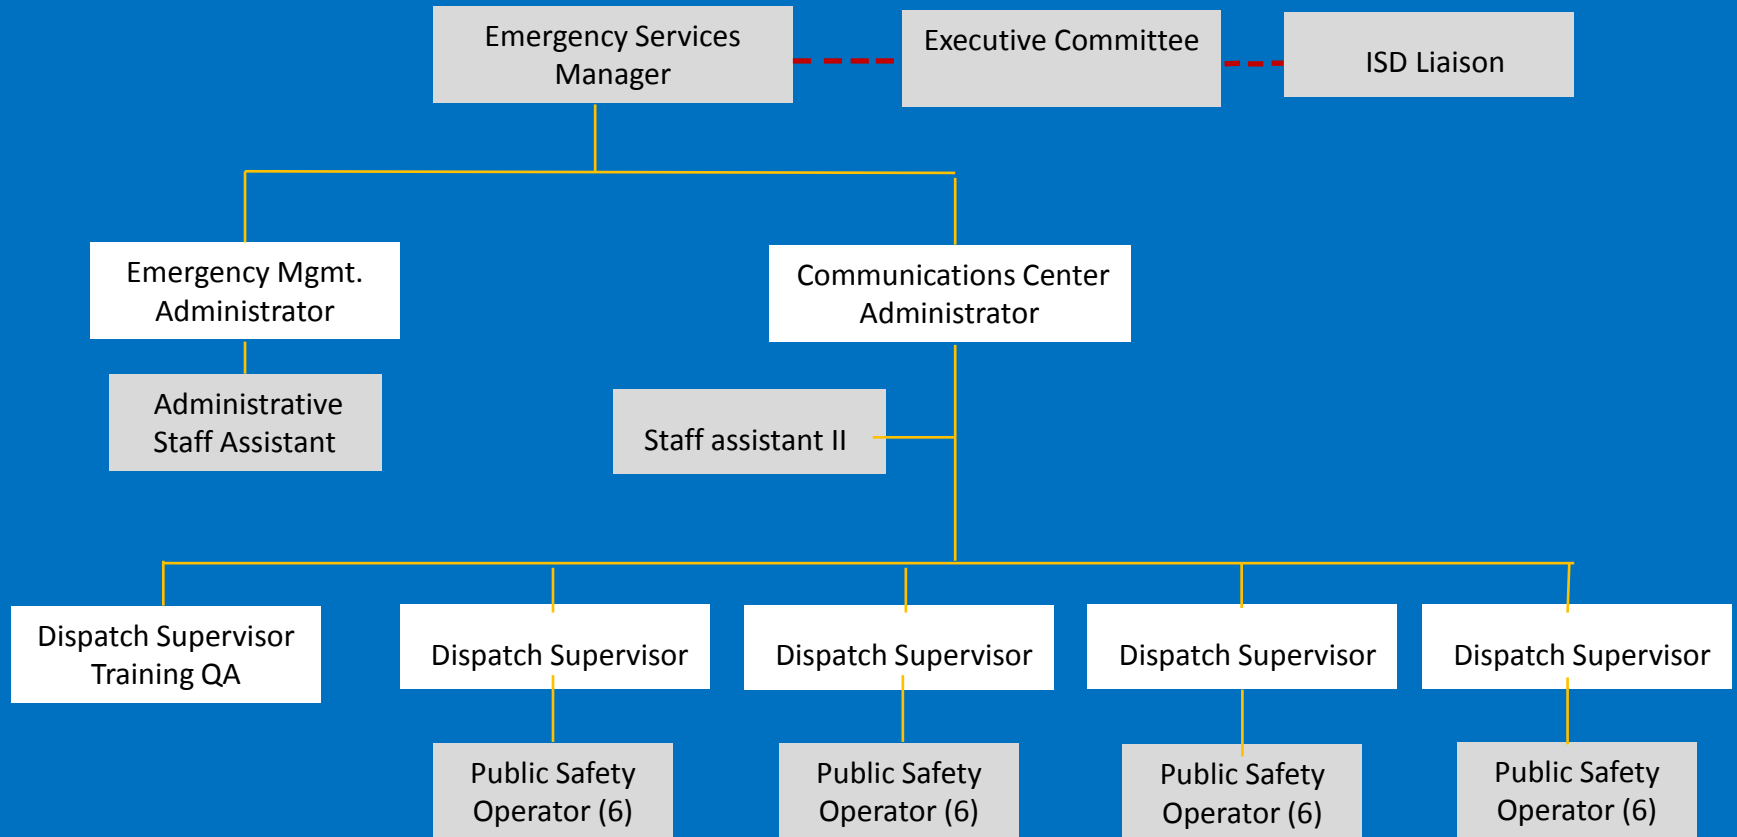 Emergency Services
Manager
Executive Committee
ISD Liaison
Emergency Mgmt.
Administrator
Communications Center
Administrator
Administrative
Staff Assistant
Staff assistant II
Dispatch Supervisor
Training QA
Dispatch Supervisor
Dispatch Supervisor
Dispatch Supervisor
Dispatch Supervisor
Public Safety
Operator (6)
Public Safety
Operator (6)
Public Safety
Operator (6)
Public Safety
Operator (6)